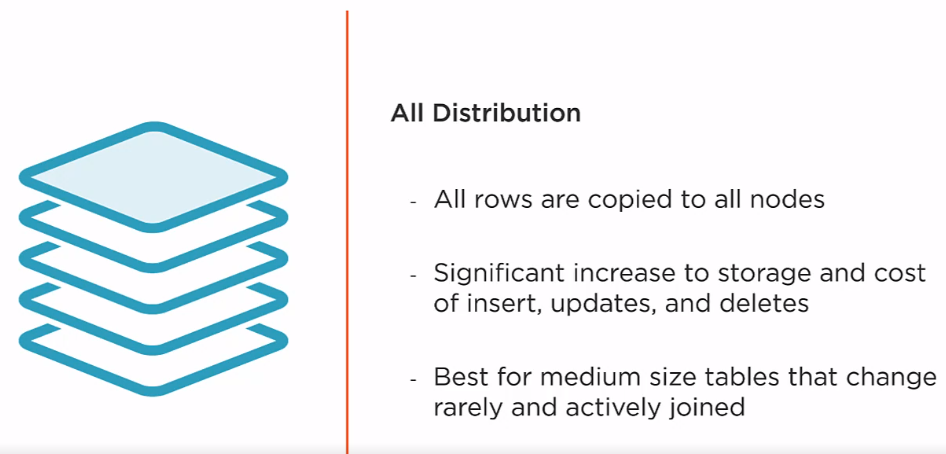 All Distribution
- All rows are copied to all nodes
- Significant increase to storage and cost
of insert, updates, and deletes
- Best for medium size tables that change
rarely and actively joined